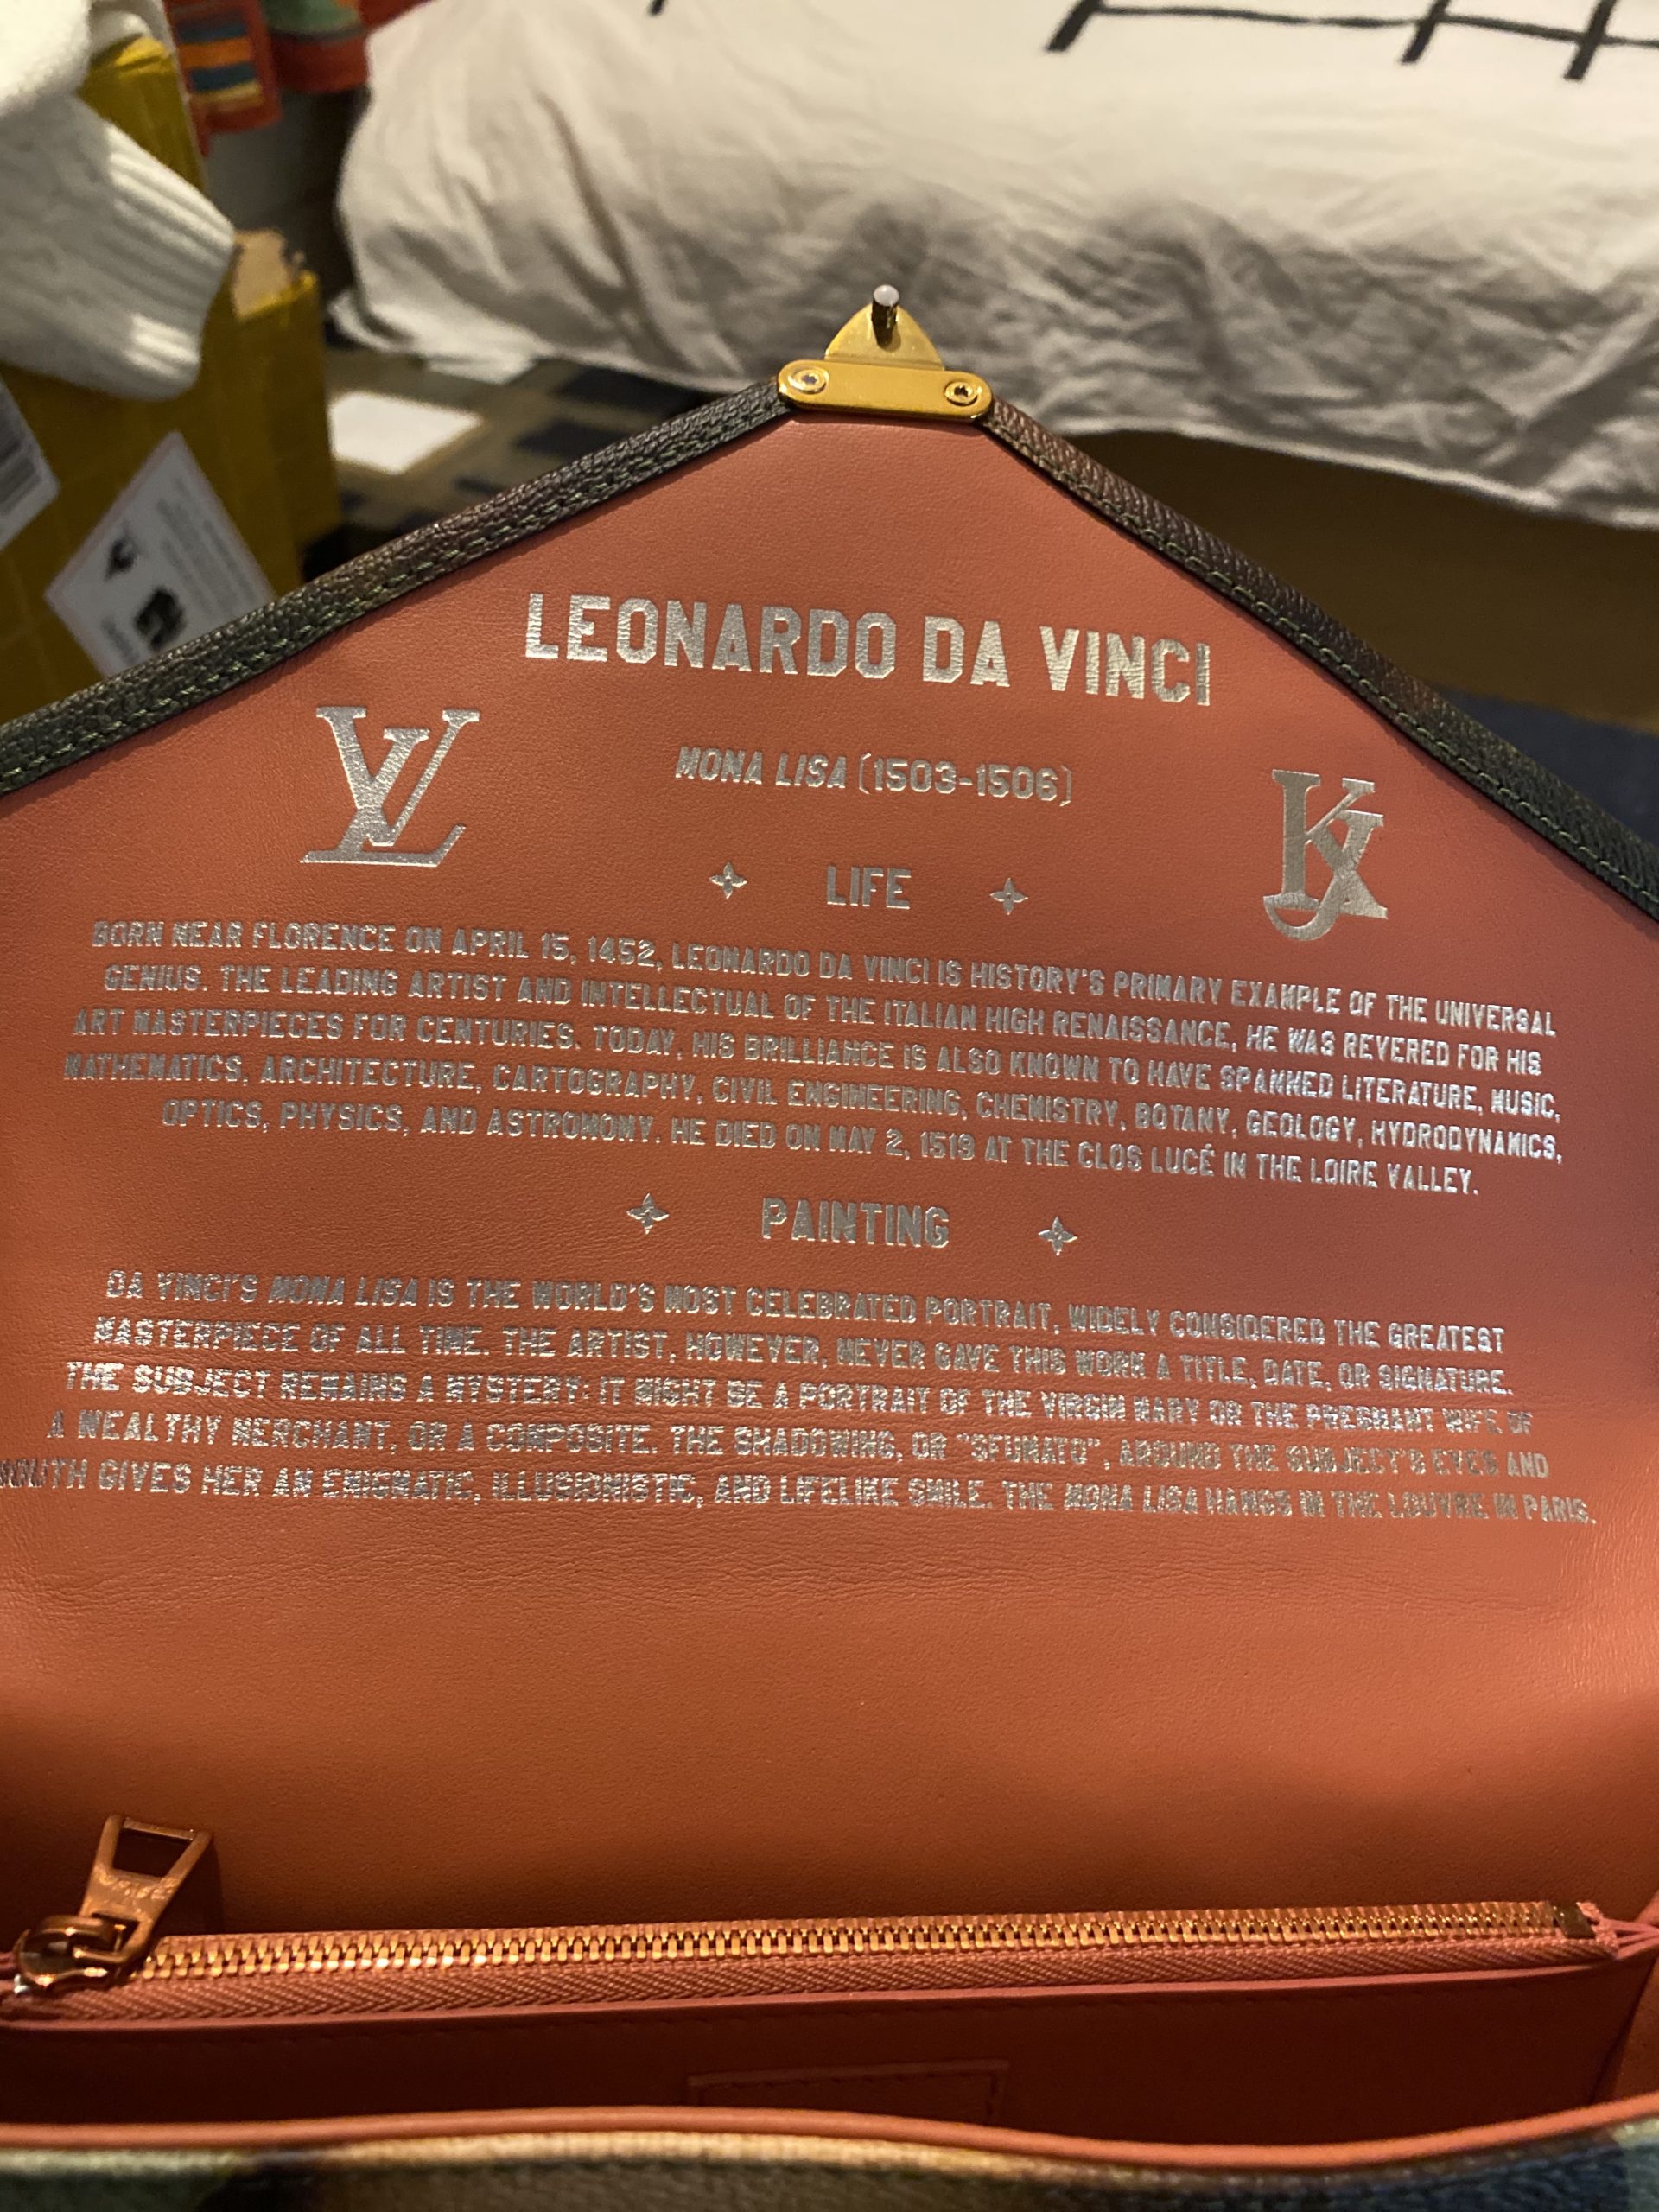 LEONARDO DA VINCI
LV
MONA LISA (1503-1506)
JK
LIFE
BORN NEAR FLORENCE ON APRIL 15, 1452, LEONARDO DA VINCI IS HISTORY'S PRIMARY EXAMPLE OF THE UNIVERSAL
GENIUS. THE LEADING ARTIST AND INTELLECTUAL OF THE ITALIAN HIGH RENAISSANCE, HE WAS REVERED FOR HIS
ART MASTERPIECES FOR CENTURIES. TODAY, HIS BRILLIANCE IS ALSO KNOWN TO HAVE SPANNED LITERATURE, MUSIC,
MATHEMATICS, ARCHITECTURE, CARTOGRAPHY, CIVIL ENGINEERING, CHEMISTRY, BOTANY, GEOLOGY, HYDRODYNAMICS,
OPTICS, PHYSICS, AND ASTRONOMY. HE DIED ON MAY 2, 1519 AT THE CLOS LUCÉ IN THE LOIRE VALLEY.
PAINTING
DA VINCI'S MONA LISA IS THE WORLD'S MOST CELEBRATED PORTRAIT, WIDELY CONSIDERED THE GREATEST
MASTERPIECE OF ALL TIME. THE ARTIST, HOWEVER, NEVER GAVE THIS WORK A TITLE, DATE, OR SIGNATURE.
THE SUBJECT REMAINS A MYSTERY: IT MIGHT BE A PORTRAIT OF THE VIRGIN MARY OR THE PREGNANT WIFE OF
A WEALTHY MERCHANT, OR A COMPOSITE. THE SHADOWING, OR "SFUMATO", AROUND THE SUBJECT'S EYES AND
MOUTH GIVES HER AN ENIGMATIC, ILLUSIONISTIC, AND LIFELIKE SMILE. THE MONA LISA HANGS IN THE LOUVRE IN PARIS.